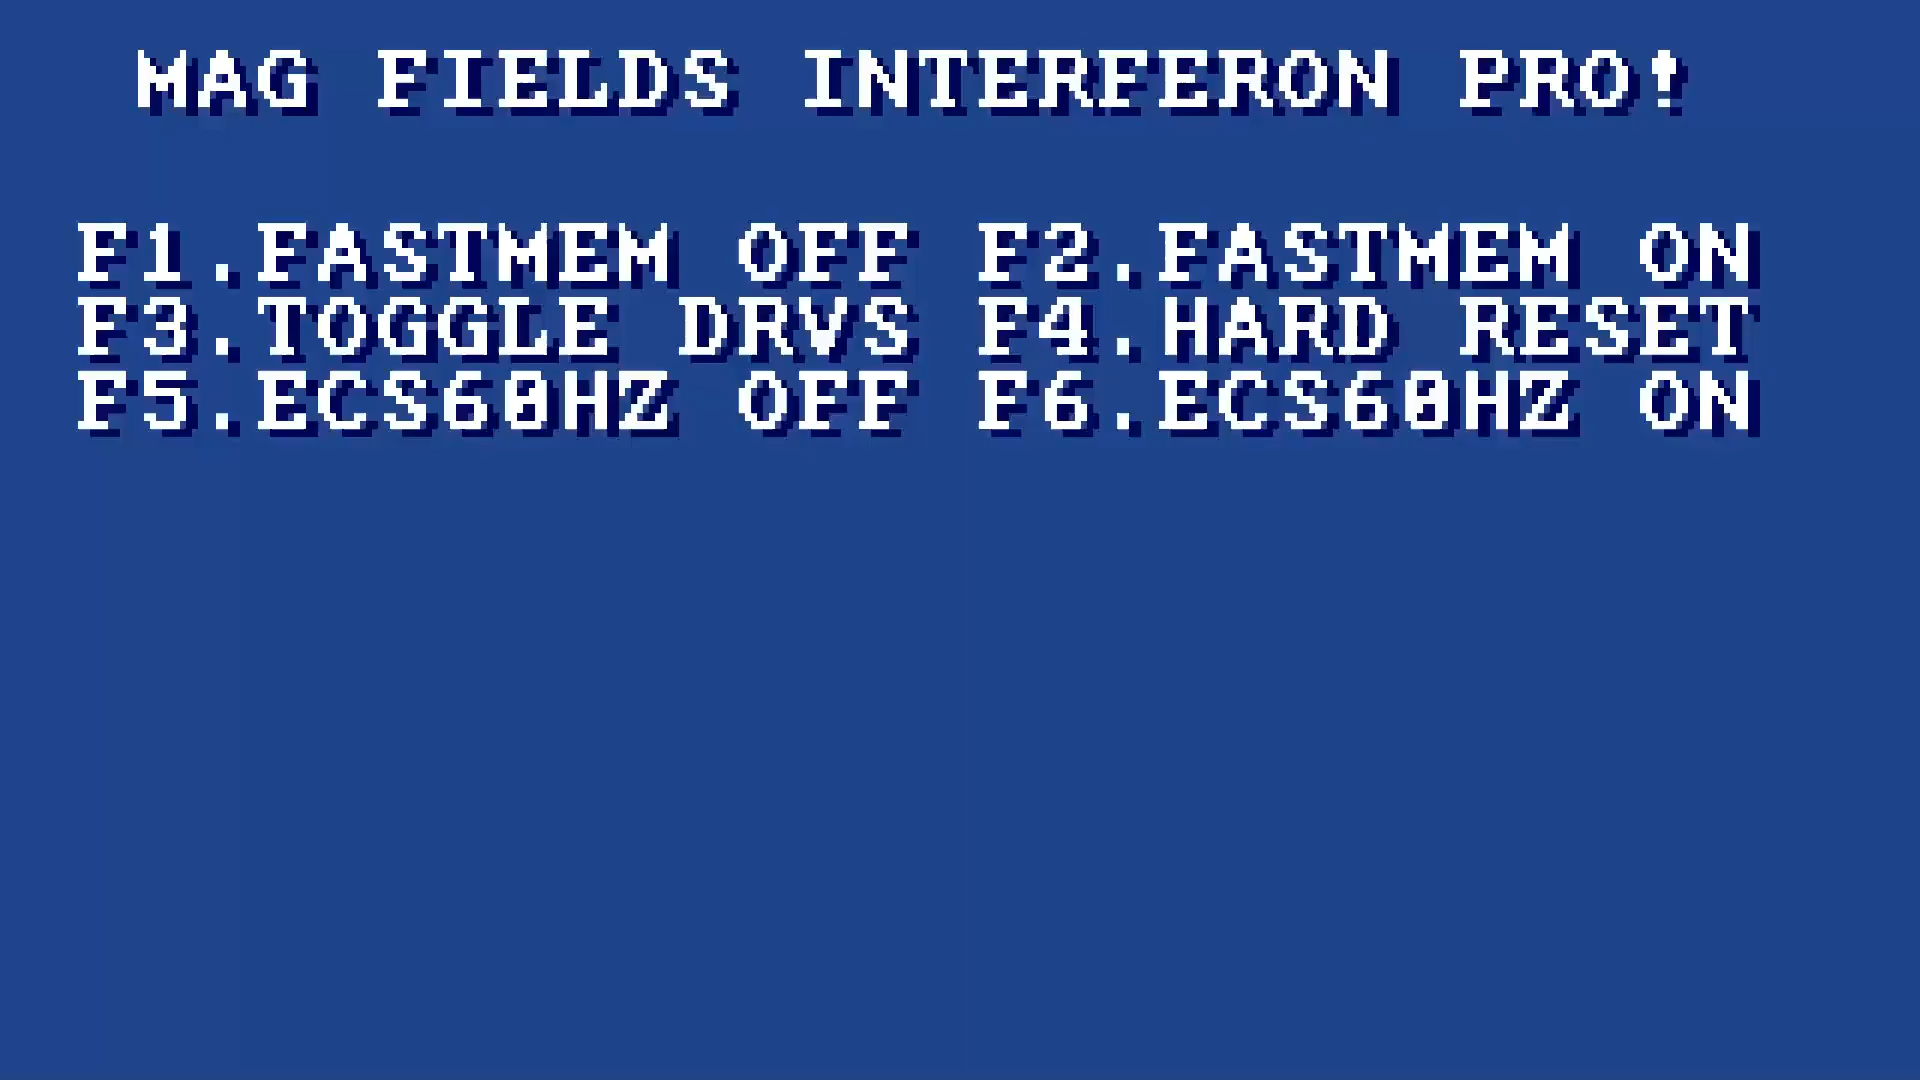 MAG FIELDS INTERFERON PRO!
F1.FASTMEM OFF F2.FASTMEM ON
F3.TOGGLE DRVS F4.HARD RESET
F5.ECS60HZ OFF F6.ECS60HZ ON